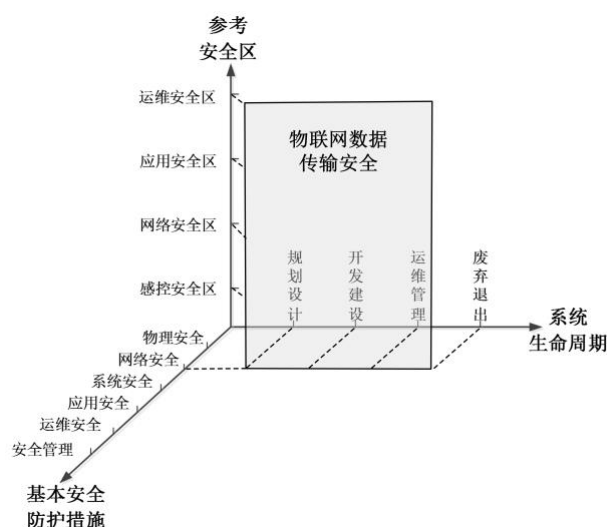 参考
安全区
运维安全区
物联网数据
传输安全
应用安全区
网络安全区
规划设计
开发建设
运维管理
废弃退出
感控安全区
系统
生命周期
物理安全
网络安全
系统安全
应用安全
运维安全
安全管理
基本安全
防护措施